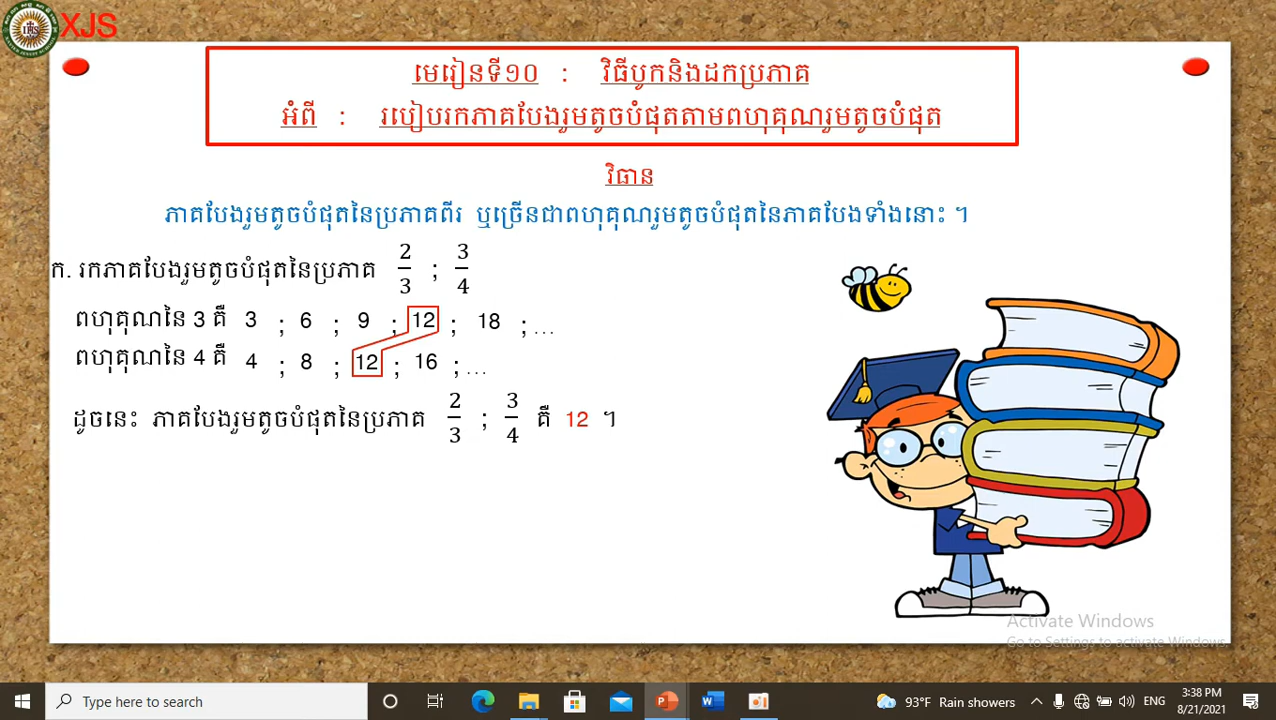 XJS
មេរៀនទី១០ : វិធីបូកនិងដកប្រភាគ
អំពី : របៀបរកភាគបែងរួមតូចបំផុតតាមពហុគុណរួមតូចបំផុត
វិធាន
ភាគបែងរួមតូចបំផុតនៃប្រភាគពីរ ឬច្រើនជាពហុគុណរួមតូចបំផុតនៃភាគបែងទាំងនោះ ។
ក. រកភាគបែងរួមតូចបំផុតនៃប្រភាគ 2/3 ; 3/4
ពហុគុណនៃ 3 គឺ 3 ; 6 ; 9 ; 12 ; 18 ; ...
ពហុគុណនៃ 4 គឺ 4 ; 8 ; 12 ; 16 ; ...
ដូចនេះ ភាគបែងរួមតូចបំផុតនៃប្រភាគ 2/3 ; 3/4 គឺ 12 ។
Activate Windows
Go to Settings to activate Windows.
Type here to search
93°F Rain showers
ENG
3:38 PM
8/21/2021